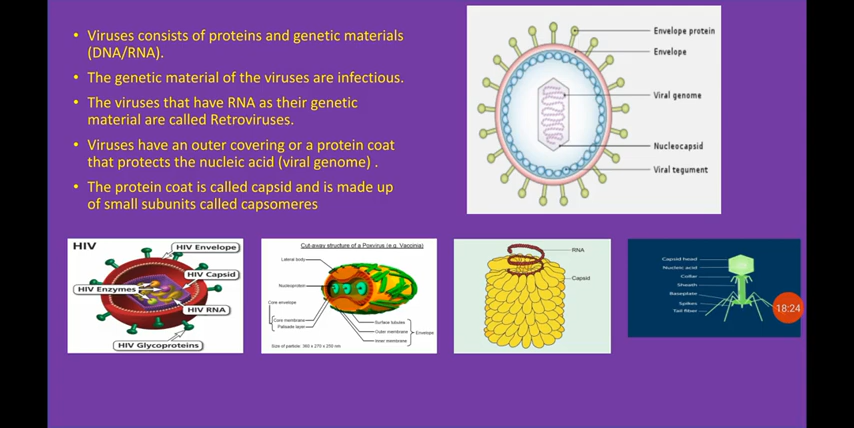 Viruses consists of proteins and genetic materials
(DNA/RNA).
The genetic material of the viruses are infectious.
The viruses that have RNA as their genetic
material are called Retroviruses.
Viruses have an outer covering or a protein coat
that protects the nucleic acid (viral genome) .
The protein coat is called capsid and is made up
of small subunits called capsomeres
Envelope protein
Envelope
Viral genome
Nucleocapsid
Viral tegument
HIV
HIV Envelope
HIV Capsid
HIV Enzymes
HIV RNA
HIV Glycoproteins
Cut-away structure of a Poxvirus (e.g. Vaccinia)
Lateral body
Nucleoprotein
Core envelope
Core membrane
Palisade layer
Surface tubules
Outer membrane
Envelope
Inner membrane
Size of particle: 360 x 270 x 250 nm
RNA
Capsid
Capsid head
Nucleic acid
Collar
Sheath
Baseplate
Spikes
Tail fiber
18:24